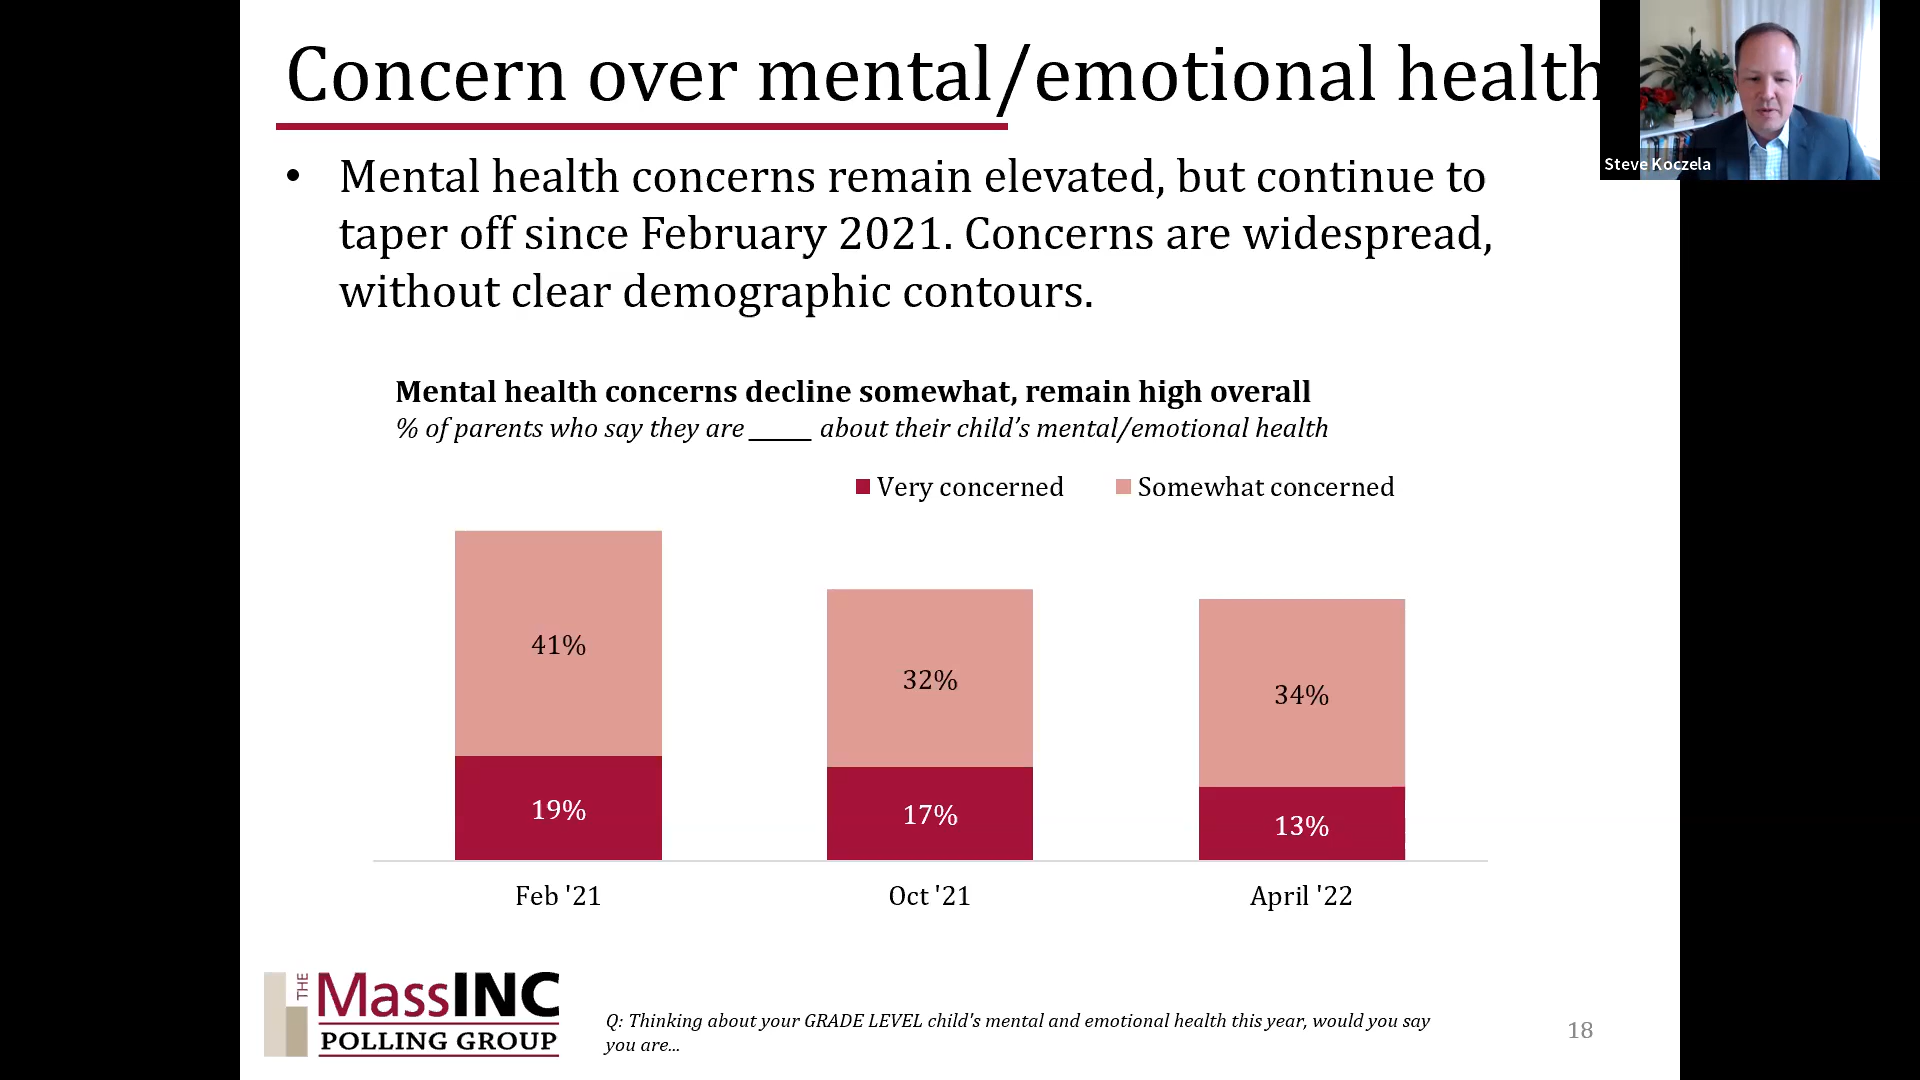 Concern over mental/emotional health
Steve Koczela
• Mental health concerns remain elevated, but continue to
taper off since February 2021. Concerns are widespread,
without clear demographic contours.
Mental health concerns decline somewhat, remain high overall
% of parents who say they are ______ about their child’s mental/emotional health
Very concerned
Somewhat concerned
41%
32%
34%
19%
17%
13%
Feb '21
Oct '21
April '22
THE
MassINC
POLLING GROUP
Q: Thinking about your GRADE LEVEL child's mental and emotional health this year, would you say
you are...
18